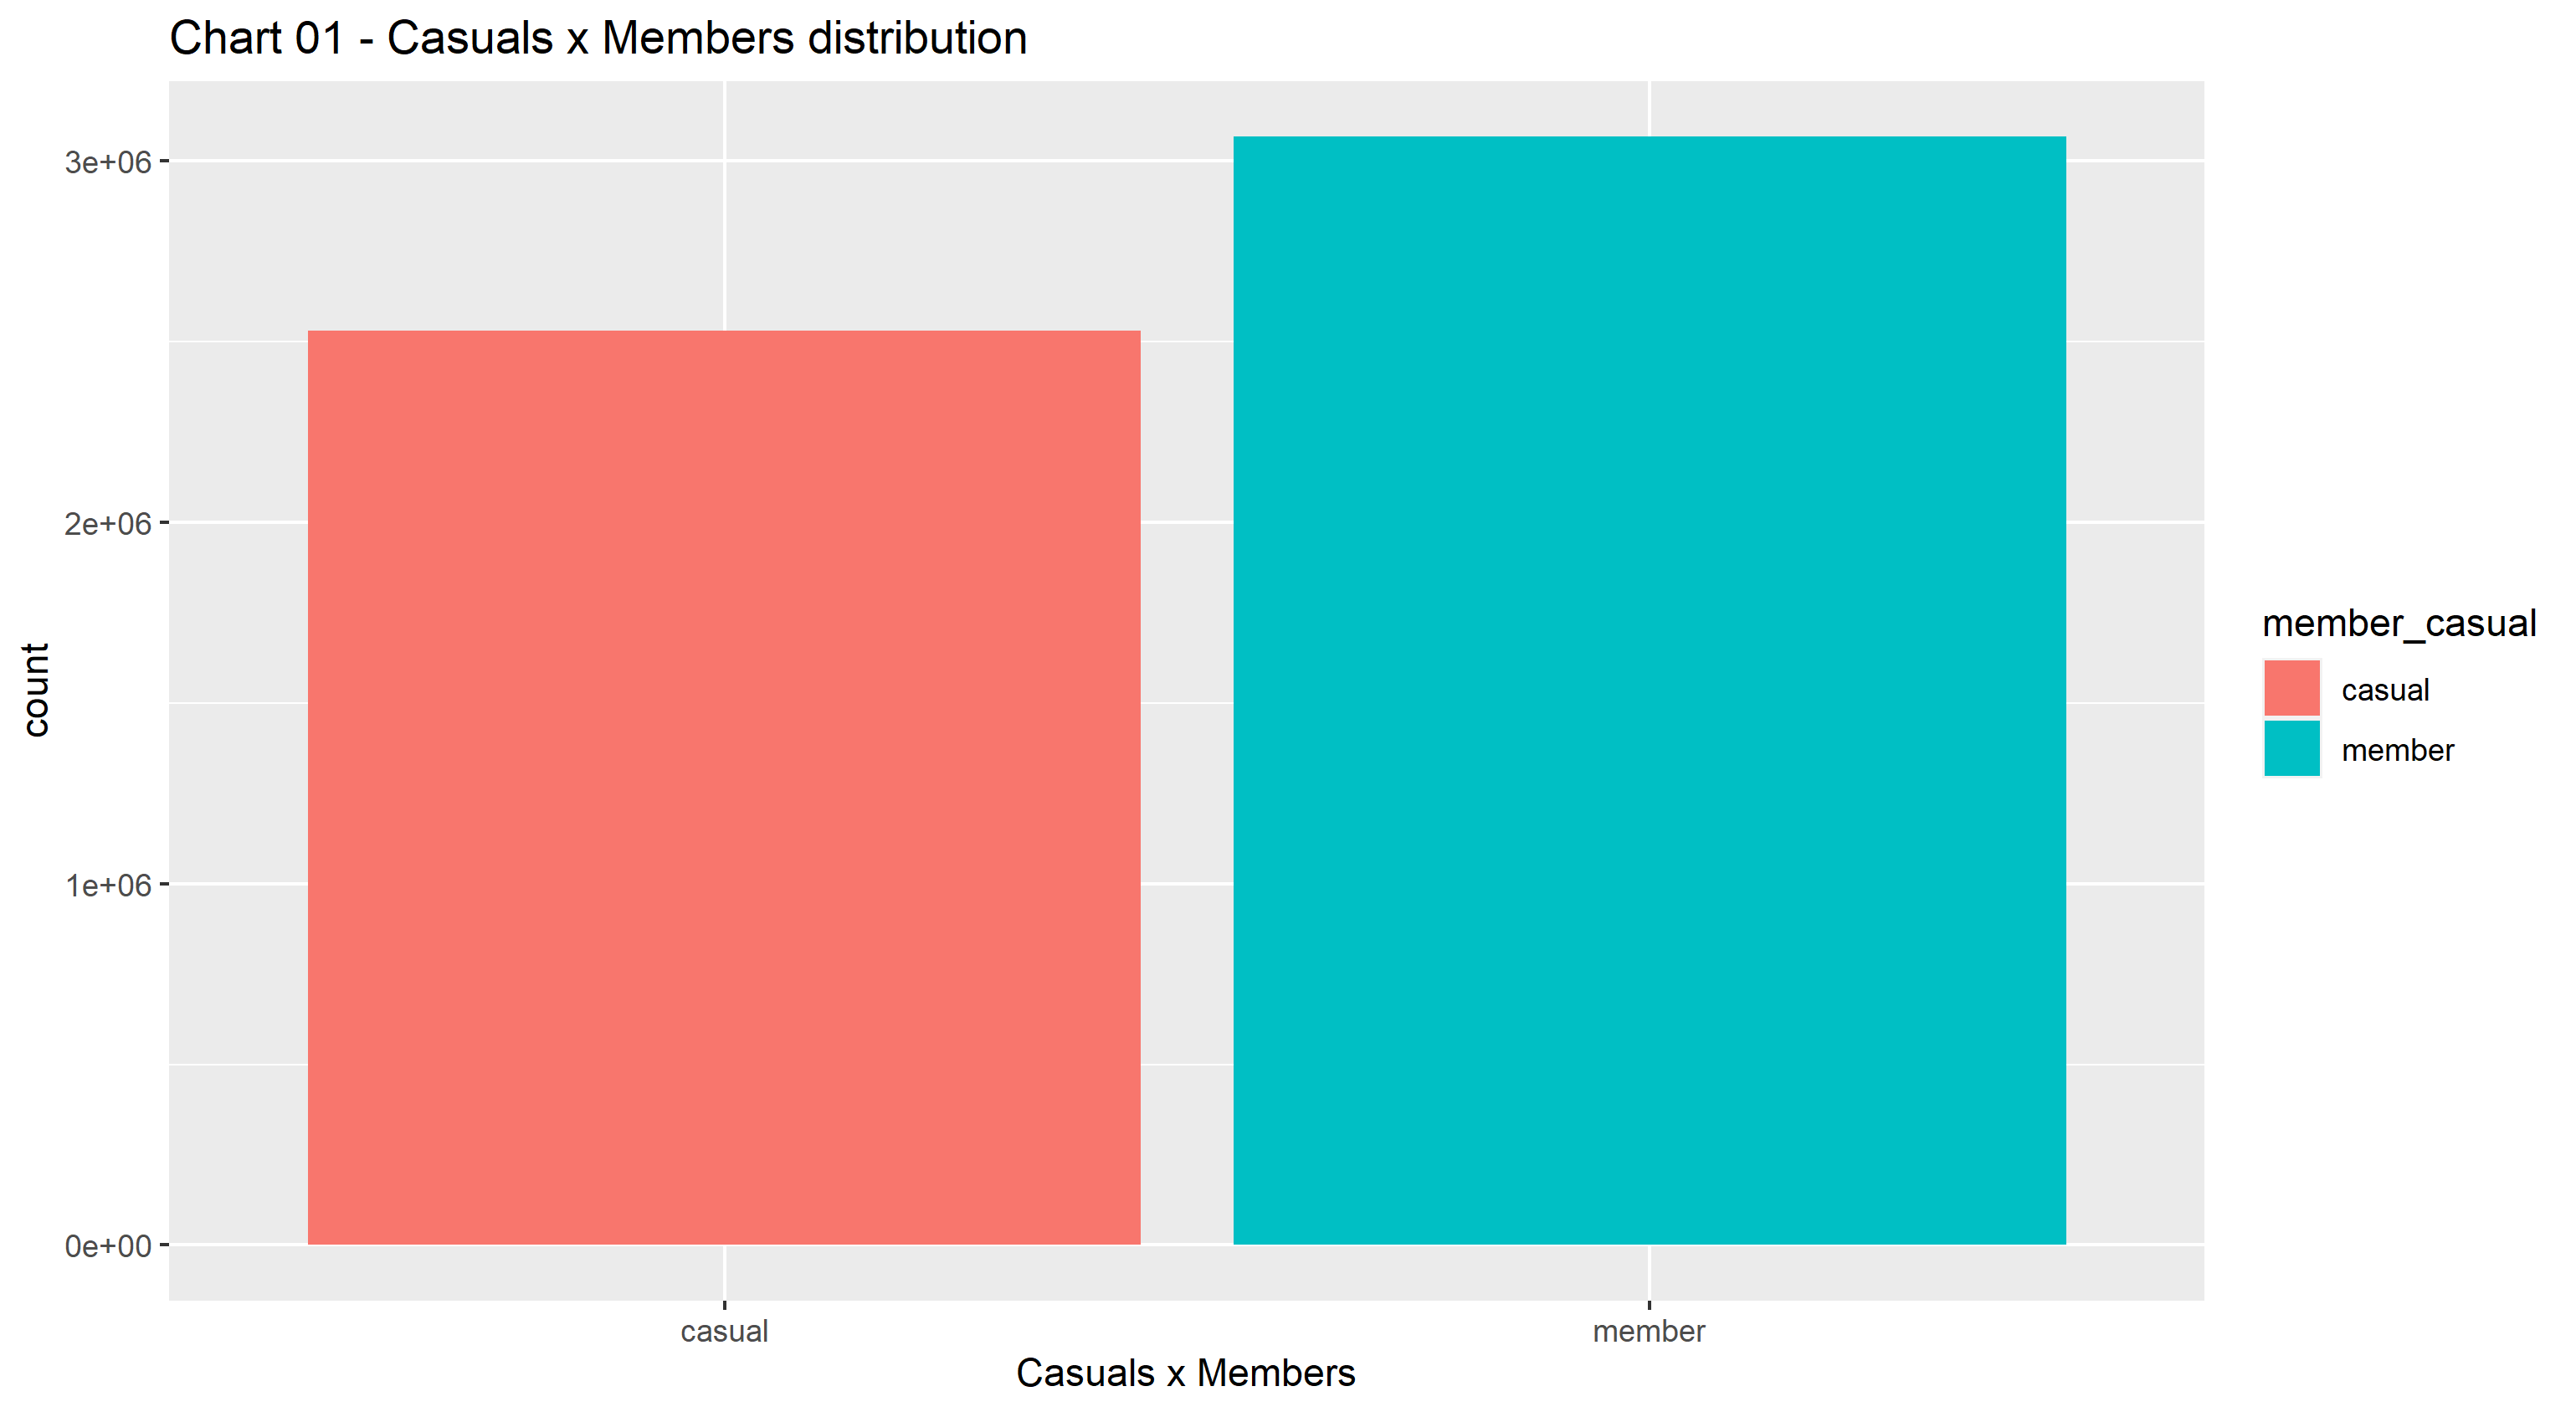 Chart 01 - Casuals x Members distribution
3e+06
2e+06
1e+06
0e+00
count
casual
member
Casuals x Members
member_casual
casual
member